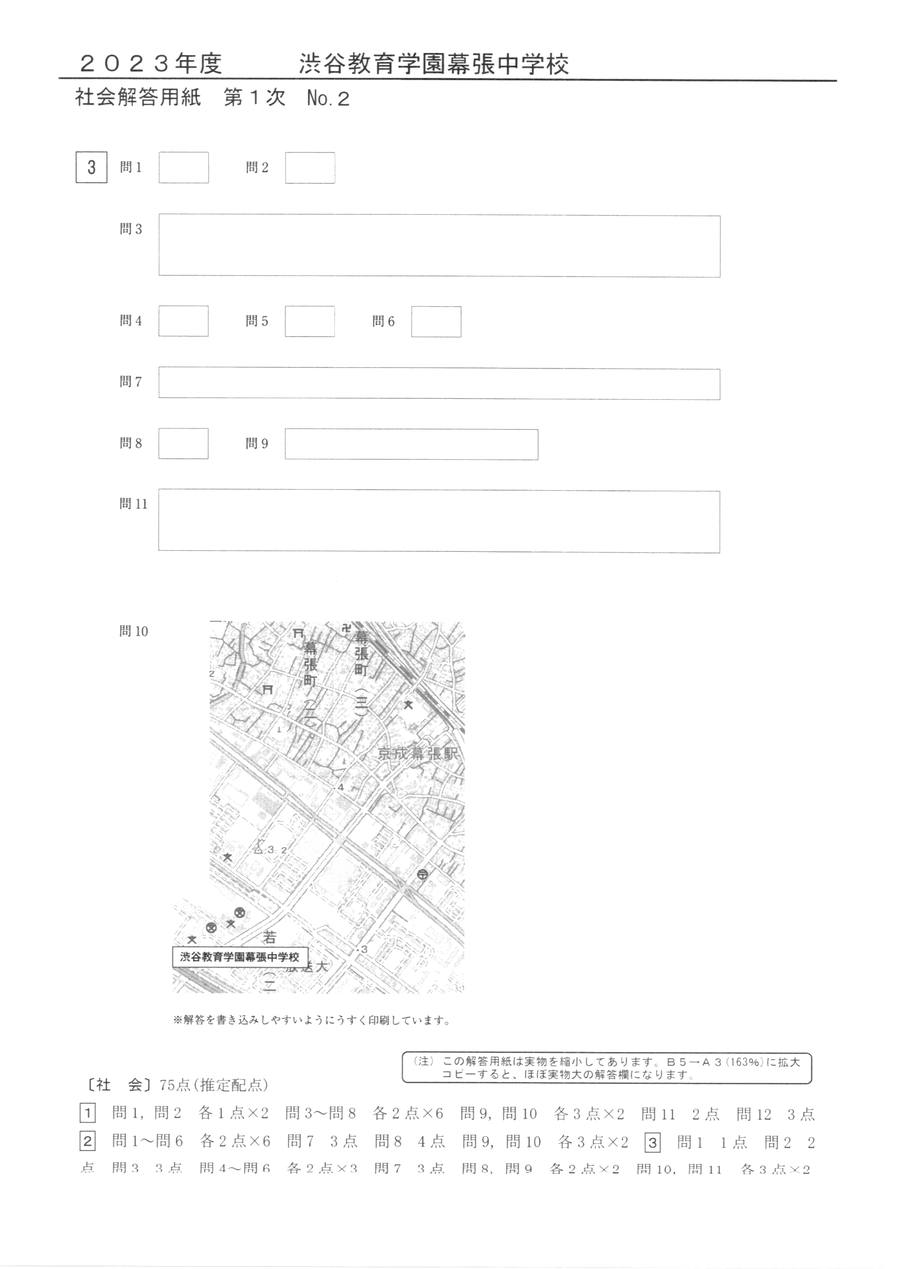 ２０２３年度　渋谷教育学園幕張中学校
社会解答用紙　第１次　No.２
3　問1　問2
問3
問4　問5　問6
問7
問8　問9
問11
問10
幕張町（二）
幕張町（三）
2
京成幕張駅
4
3 2
若
3
渋谷教育学園幕張中学校
放送大
（二
※解答を書き込みしやすいようにうすく印刷しています。
（注）この解答用紙は実物を縮小してあります。Ｂ５→Ａ３(163%)に拡大
コピーすると、ほぼ実物大の解答欄になります。
〔社　会〕75点(推定配点)
1　問1，問2　各1点×2　問3～問8　各2点×6　問9，問10　各3点×2　問11　2点　問12　3点
2　問1～問6　各2点×6　問7　3点　問8　4点　問9，問10　各3点×2　3　問1　1点　問2　2
点　問3　3点　問4～問6　各2点×3　問7　3点　問8，問9　各2点×2　問10，問11　各3点×2